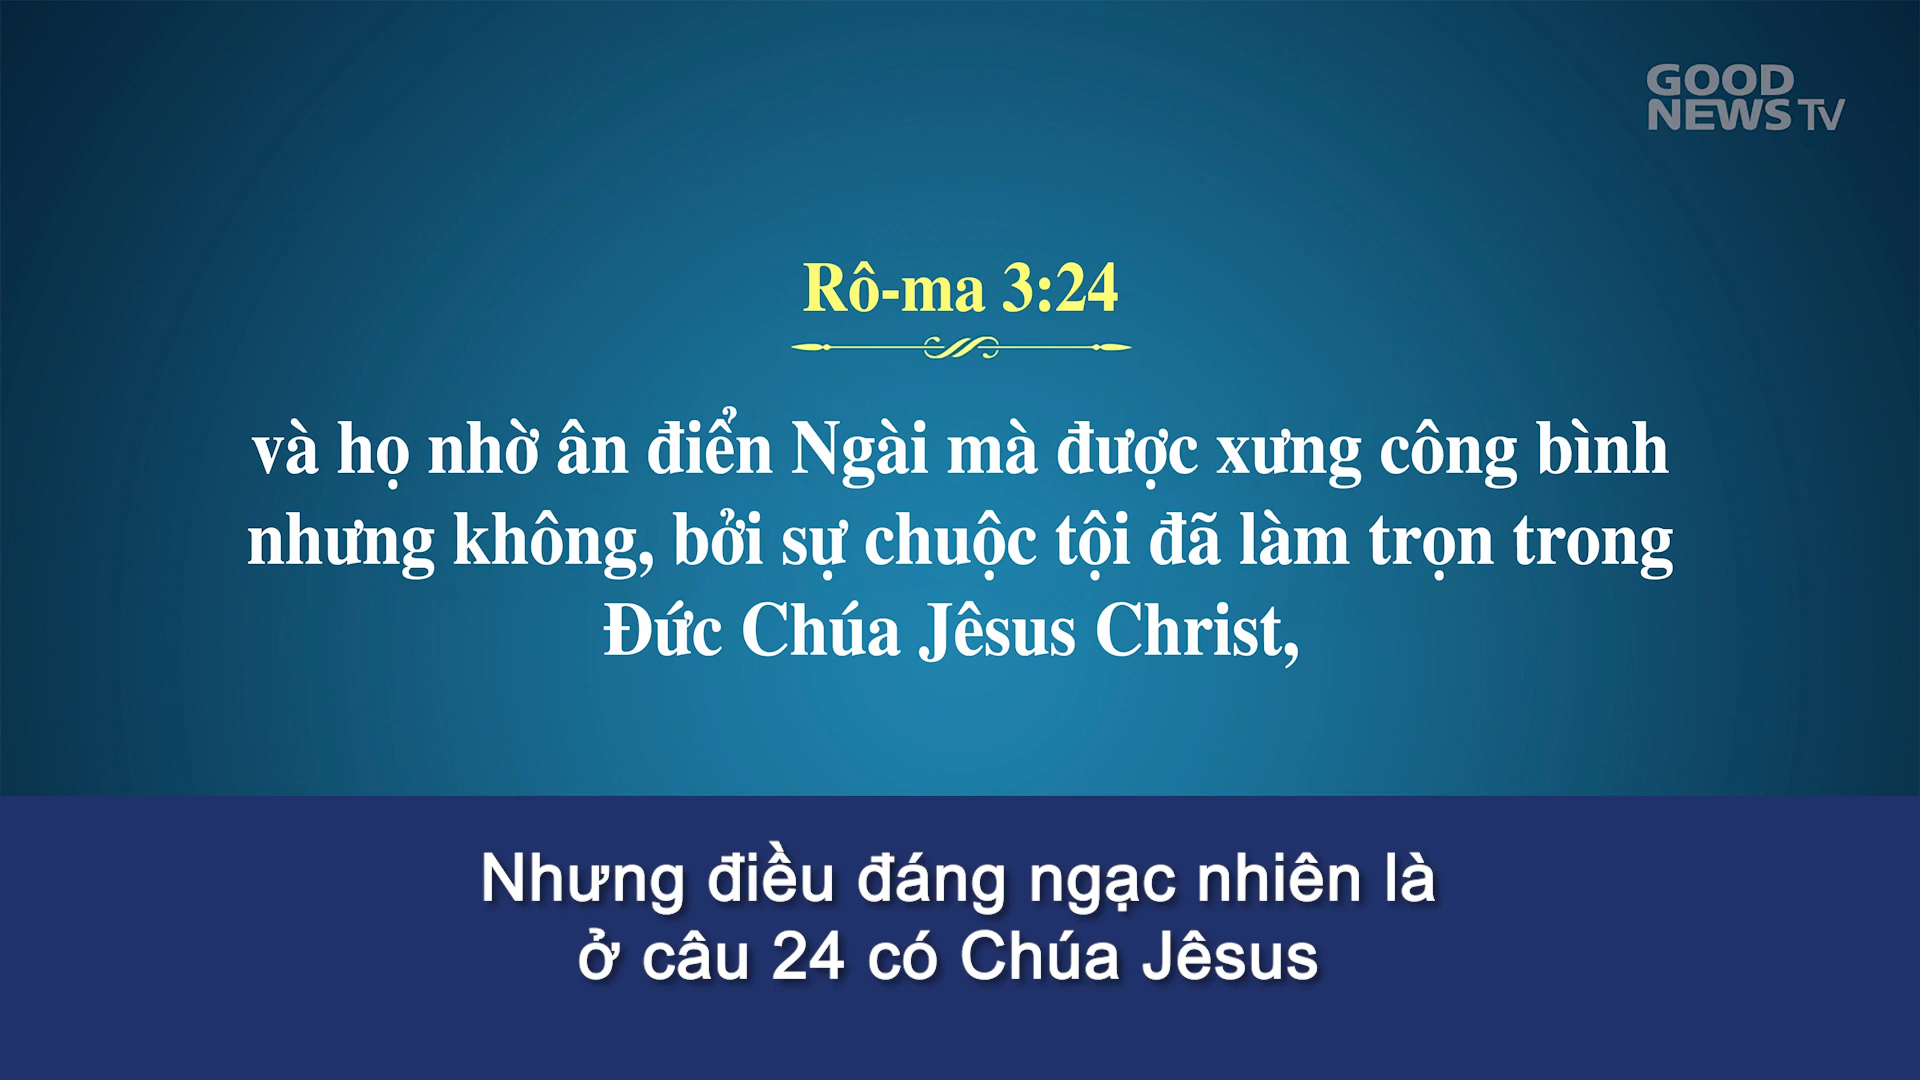 GOOD
NEWS TV
Rô-ma 3:24
và họ nhờ ân điển Ngài mà được xưng công bình
nhưng không, bởi sự chuộc tội đã làm trọn trong
Đức Chúa Jêsus Christ,
Nhưng điều đáng ngạc nhiên là
ở câu 24 có Chúa Jêsus